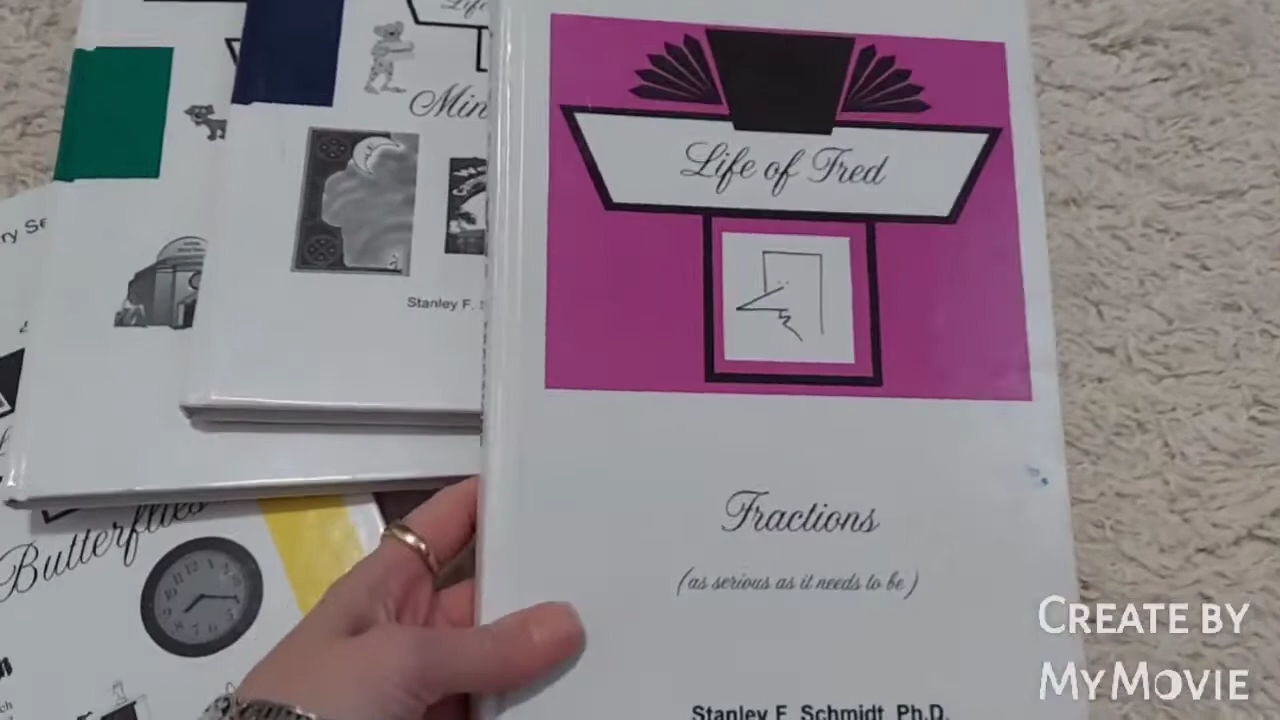 Life of Fred
Fractions
(as serious as it needs to be)
Stanley F. Schmidt, Ph.D.
Min
Stanley F.
Butterflies
CREATE BY
MYMOVIE